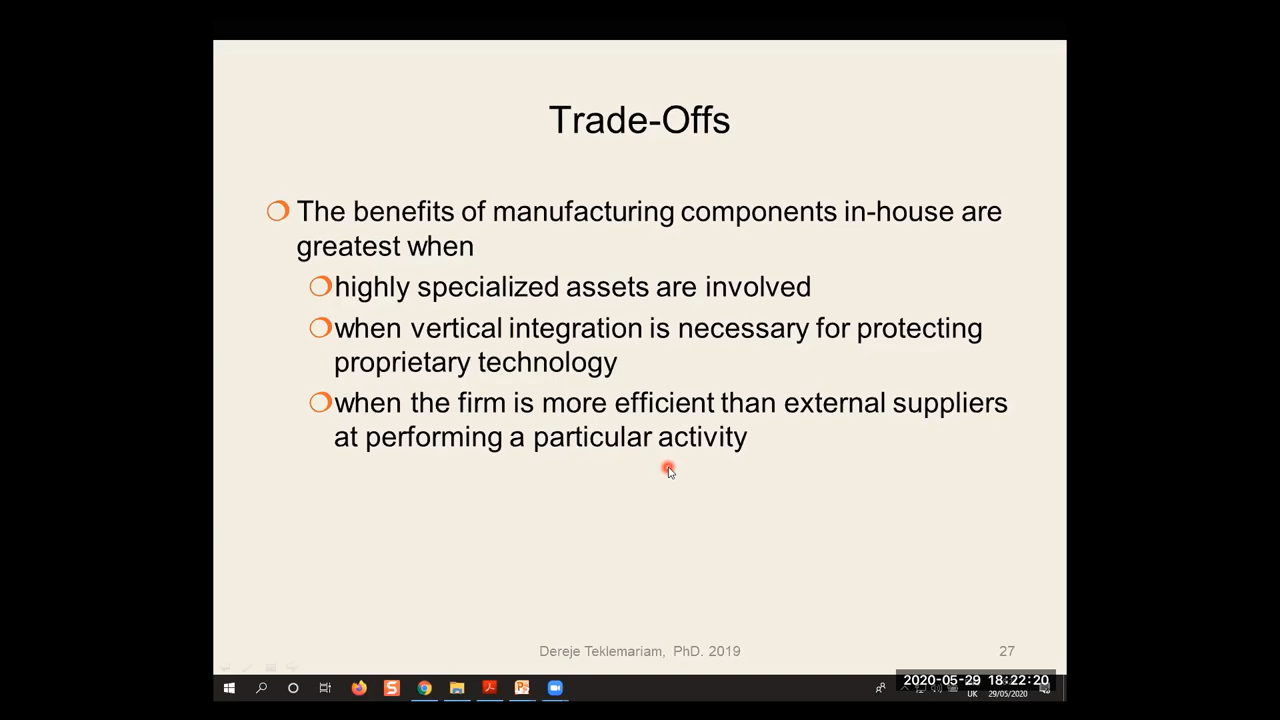 Trade-Offs
The benefits of manufacturing components in-house are
greatest when
highly specialized assets are involved
when vertical integration is necessary for protecting
proprietary technology
when the firm is more efficient than external suppliers
at performing a particular activity
Dereje Teklemariam, PhD. 2019
27
2020-05-29 18:22:20
UK
29/05/2020